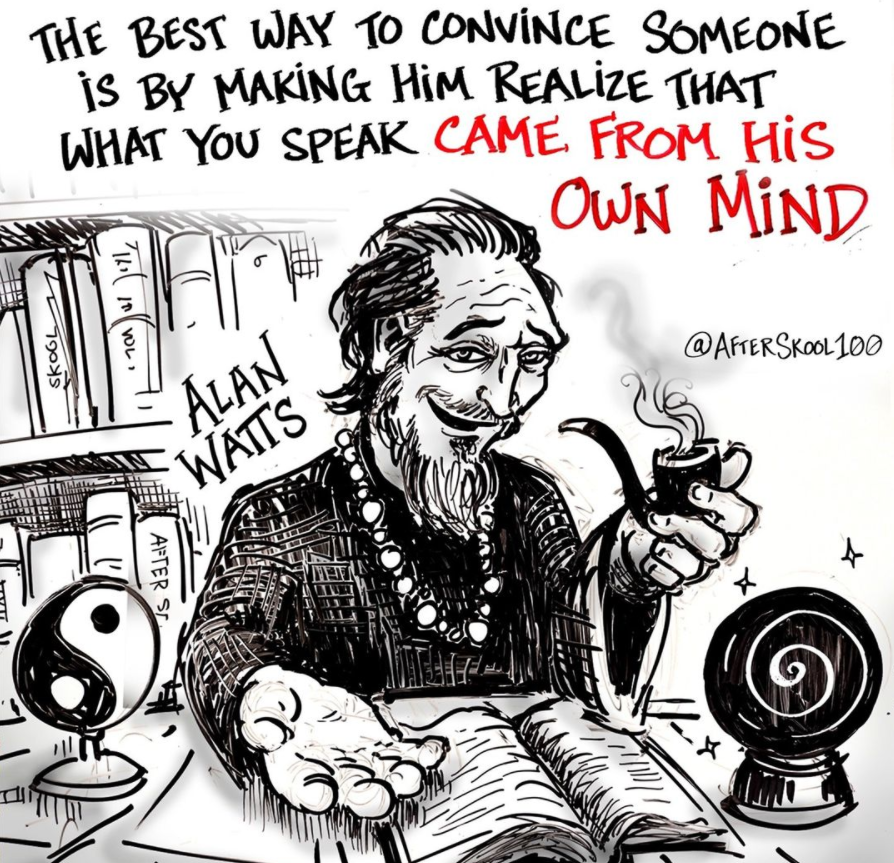 THE BEST WAY TO CONVINCE SOMEONE
IS BY MAKING HIM REALIZE THAT
WHAT YOU SPEAK CAME FROM HIS
OWN MIND
@AFTERSKOOL100
ALAN
WATTS
SKOOL
AFTER S